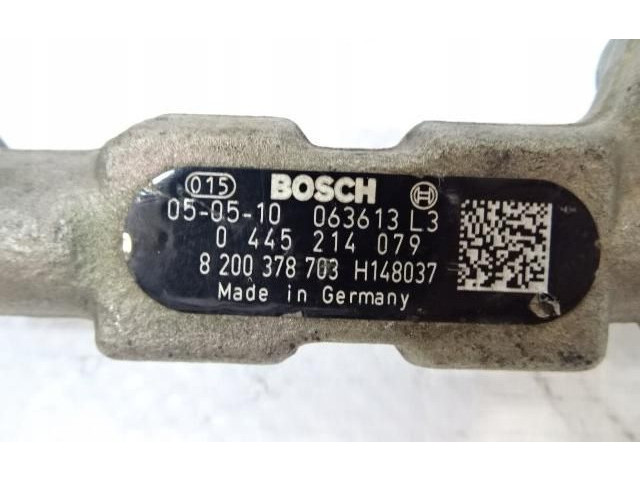 015 BOSCH
05-05-10 063613 L3
0 445 214 079
8 200 378 703 H148037
Made in Germany